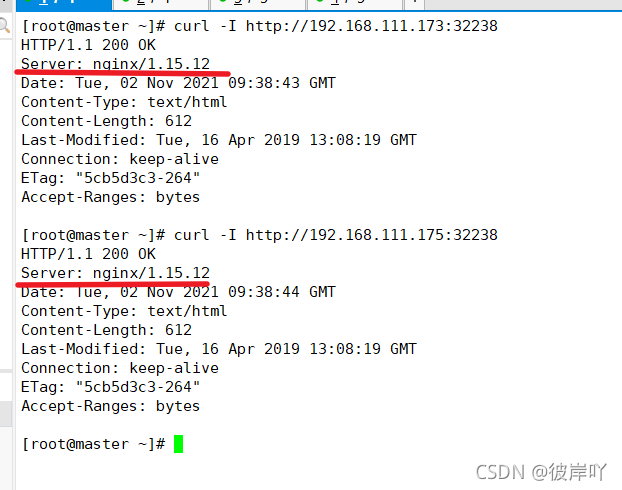 [root@master ~]# curl -I http://192.168.111.173:32238
HTTP/1.1 200 OK
Server: nginx/1.15.12
Date: Tue, 02 Nov 2021 09:38:43 GMT
Content-Type: text/html
Content-Length: 612
Last-Modified: Tue, 16 Apr 2019 13:08:19 GMT
Connection: keep-alive
ETag: "5cb5d3c3-264"
Accept-Ranges: bytes
[root@master ~]# curl -I http://192.168.111.175:32238
HTTP/1.1 200 OK
Server: nginx/1.15.12
Date: Tue, 02 Nov 2021 09:38:44 GMT
Content-Type: text/html
Content-Length: 612
Last-Modified: Tue, 16 Apr 2019 13:08:19 GMT
Connection: keep-alive
ETag: "5cb5d3c3-264"
Accept-Ranges: bytes
[root@master ~]#
CSDN @彼岸吖